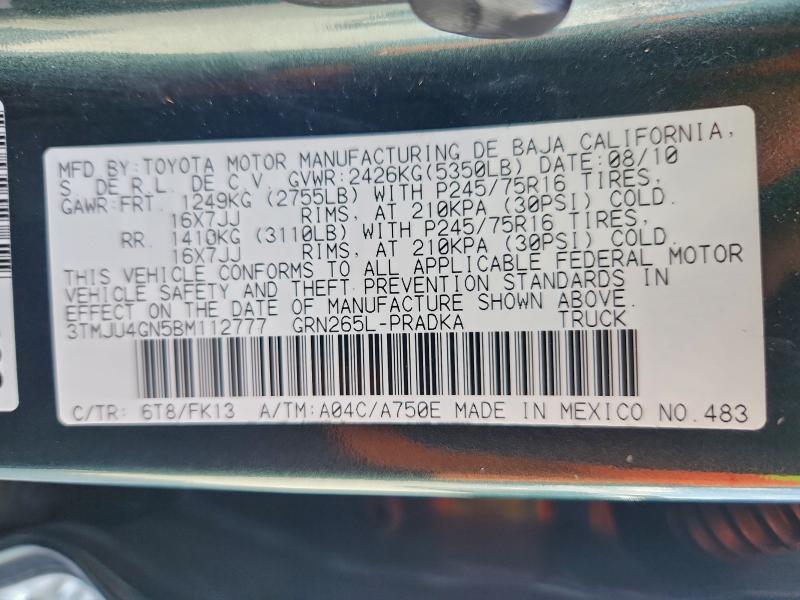 MFD.BY:TOYOTA MOTOR MANUFACTURING DE BAJA CALIFORNIA,
S. DE R.L. DE C.V. GVWR:2426KG(5350LB) DATE:08/10
GAWR:FRT. 1249KG (2755LB) WITH P245/75R16 TIRES,
16X7JJ RIMS, AT 210KPA (30PSI) COLD.
RR. 1410KG (3110LB) WITH P245/75R16 TIRES,
16X7JJ RIMS, AT 210KPA (30PSI) COLD.
THIS VEHICLE CONFORMS TO ALL APPLICABLE FEDERAL MOTOR
VEHICLE SAFETY AND THEFT PREVENTION STANDARDS IN
EFFECT ON THE DATE OF MANUFACTURE SHOWN ABOVE.
3TMJU4GN5BM112777 GRN265L-PRADKA TRUCK
C/TR: 6T8/FK13 A/TM:A04C/A750E MADE IN MEXICO NO.483